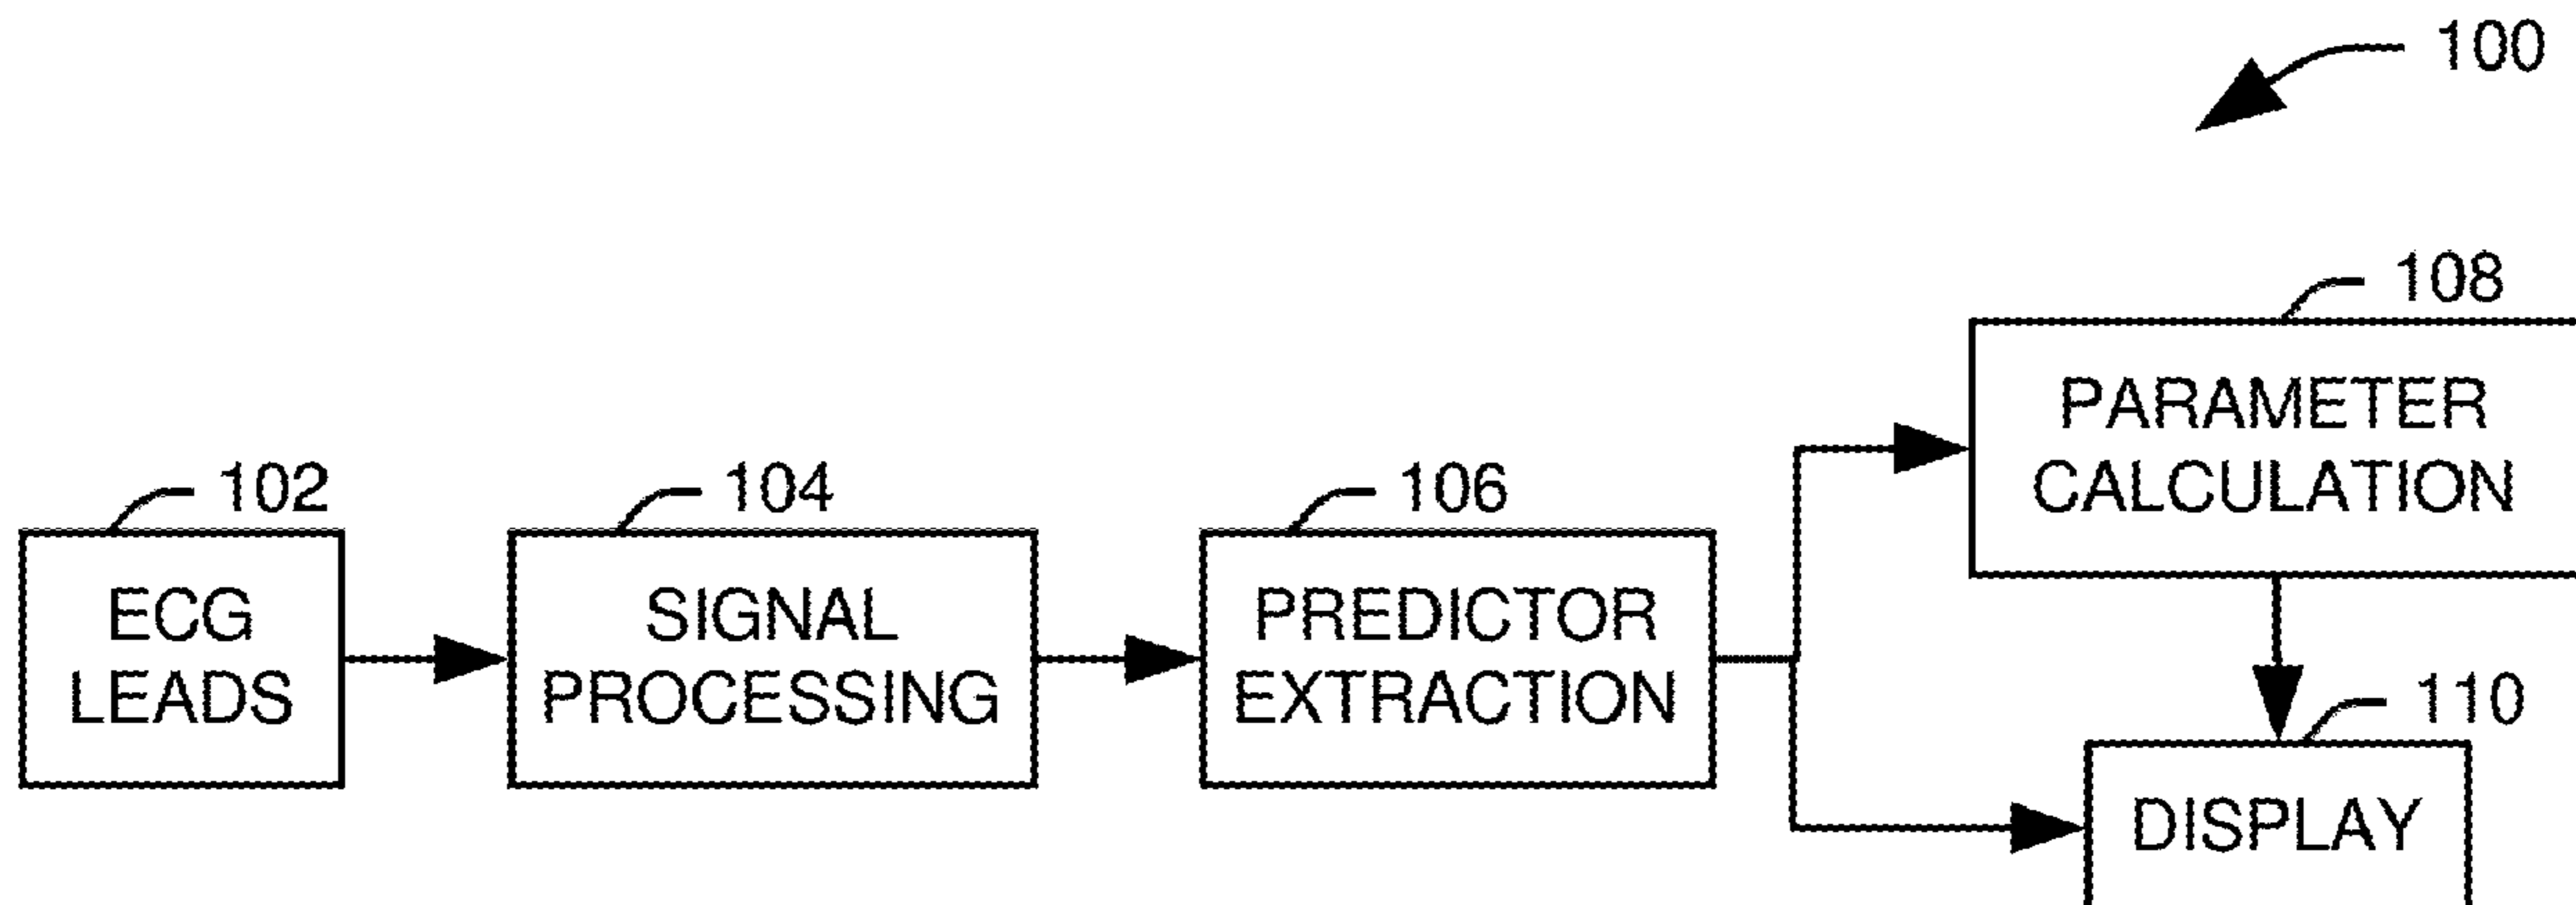 100
108
PARAMETER
CALCULATION
102
ECG
LEADS
104
SIGNAL
PROCESSING
106
PREDICTOR
EXTRACTION
110
DISPLAY